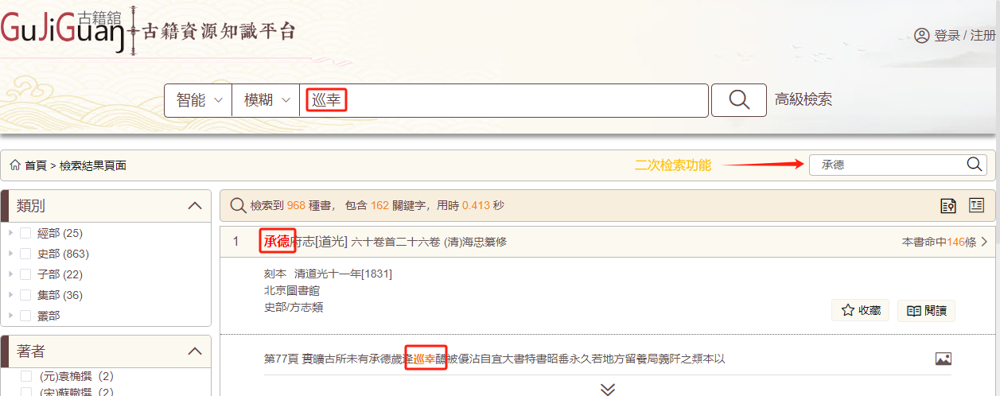 GuJiGuan 古籍舘 古籍資源知識平台
登录 / 注册
智能 模糊 巡幸 高級檢索
首頁 > 檢索結果頁面
二次检索功能
承德
類別
經部 (25)
史部 (863)
子部 (22)
集部 (36)
叢部
著者
(元)袁桷撰（2）
(宋)蘇轍撰（2）
檢索到 968 種書， 包含 162 關鍵字，用時 0.413 秒
1 承德府志[道光] 六十卷首二十六卷 (清)海忠纂修 本書命中146條
刻本 清道光十一年[1831]
北京圖書館
史部/方志類
收藏 閱讀
第77頁 實曠古所未有承德歲逢巡幸醲被優沾自宜大書特書昭垂永久若地方留養局義阡之類本以